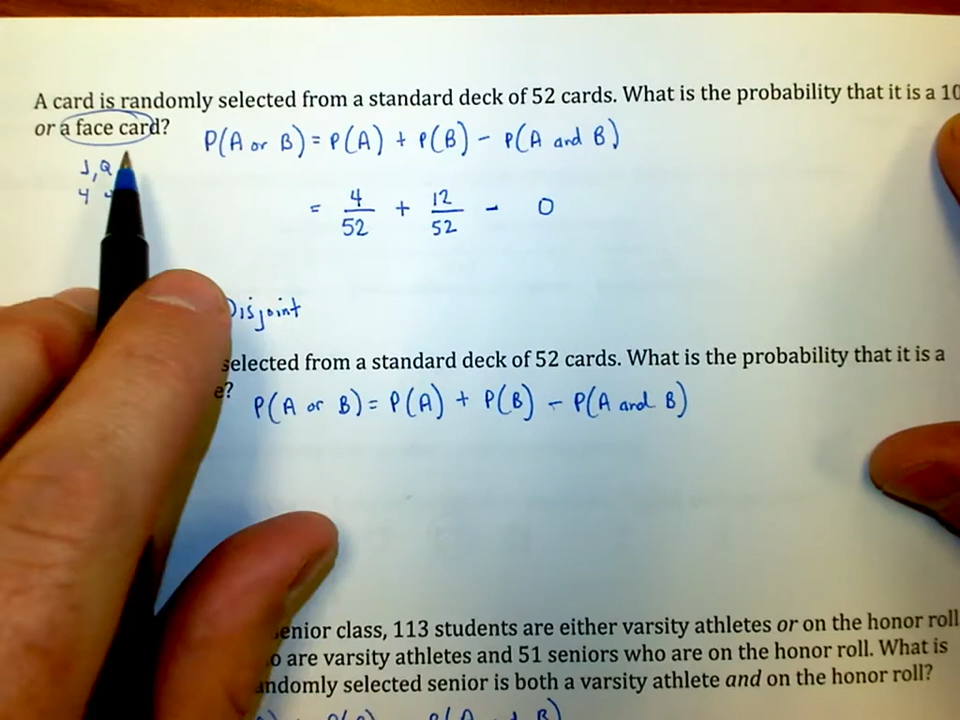 A card is randomly selected from a standard deck of 52 cards. What is the probability that it is a 10
or a face card?
P(A or B) = P(A) + P(B) - P(A and B)
J, Q
4
= 4/52 + 12/52 - 0
Disjoint
selected from a standard deck of 52 cards. What is the probability that it is a
e?
P(A or B) = P(A) + P(B) - P(A and B)
senior class, 113 students are either varsity athletes or on the honor roll
o are varsity athletes and 51 seniors who are on the honor roll. What is
andomly selected senior is both a varsity athlete and on the honor roll?